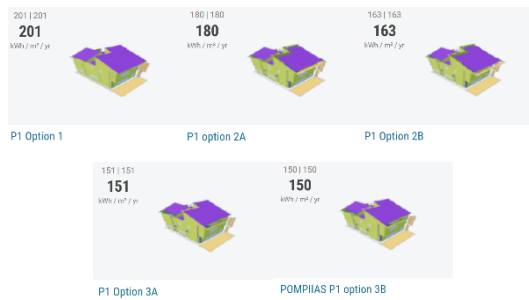 201 | 201
201
kWh / m² / yr
180 | 180
180
kWh / m² / yr
163 | 163
163
kWh / m² / yr
P1 Option 1
P1 option 2A
P1 Option 2B
151 | 151
151
kWh / m² / yr
150 | 150
150
kWh / m² / yr
P1 Option 3A
POMPIIAS P1 option 3B